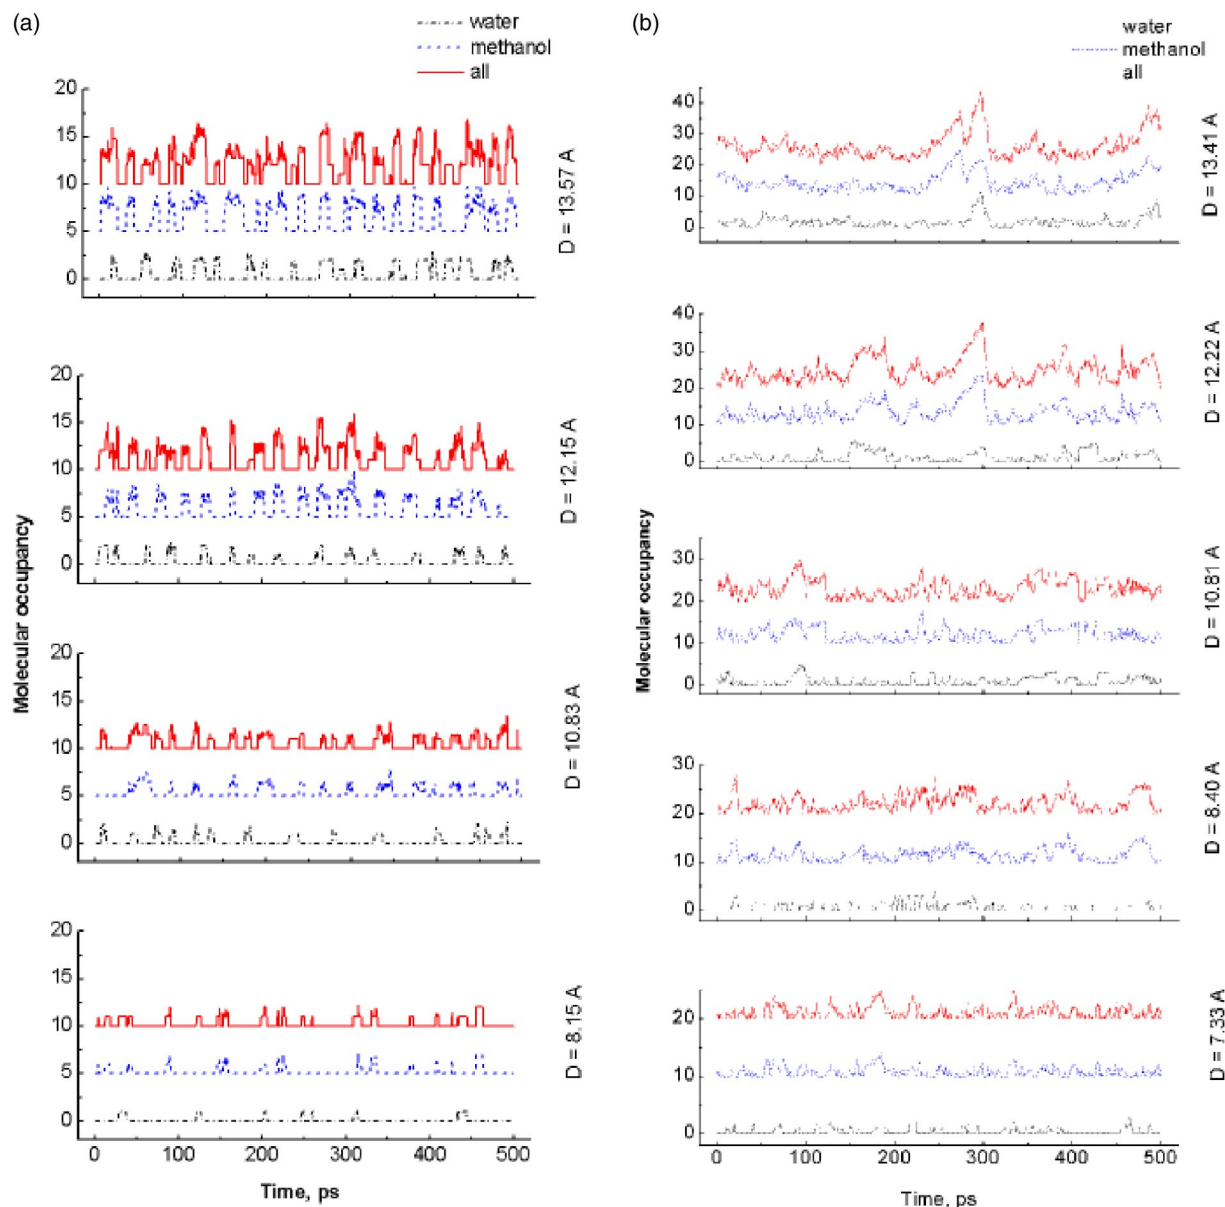 (a)
water
methanol
all
20
15
10
5
0
D = 13.57 A
20
15
10
5
0
D = 12.15 A
Molecular occupancy
20
15
10
5
0
D = 10.83 A
20
15
10
5
0
D = 8.15 A
0 100 200 300 400 500
Time, ps
(b)
water
methanol
all
40
30
20
10
0
D = 13.41 A
40
30
20
10
0
D = 12.22 A
Molecular occupancy
30
20
10
0
D = 10.81 A
30
20
10
0
D = 8.40 A
20
10
0
D = 7.33 A
0 100 200 300 400 500
Time, ps